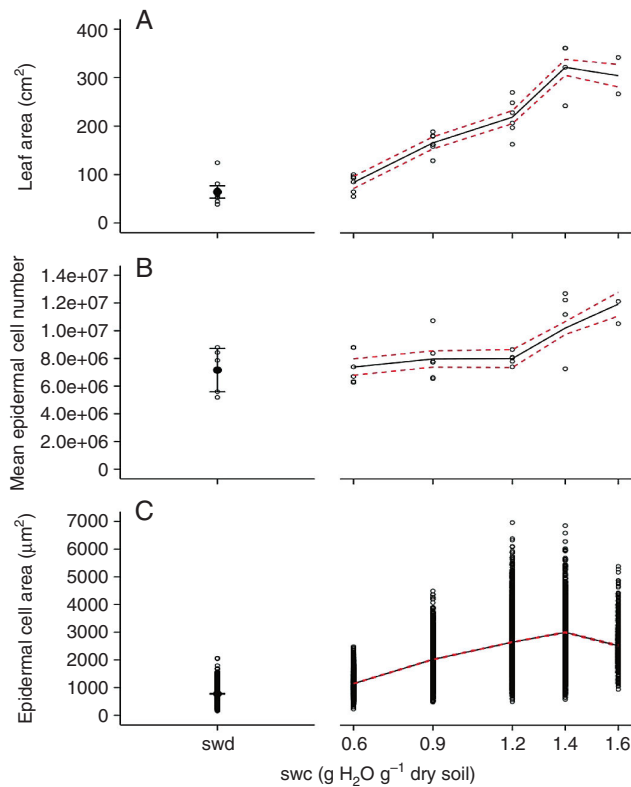 A
Leaf area (cm²)
400
300
200
100
0
B
Mean epidermal cell number
1.4e+07
1.2e+07
1.0e+07
8.0e+06
6.0e+06
4.0e+06
2.0e+06
0
C
Epidermal cell area (μm²)
7000
6000
5000
4000
3000
2000
1000
0
swd
0.6 0.9 1.2 1.4 1.6
swc (g H₂O g⁻¹ dry soil)